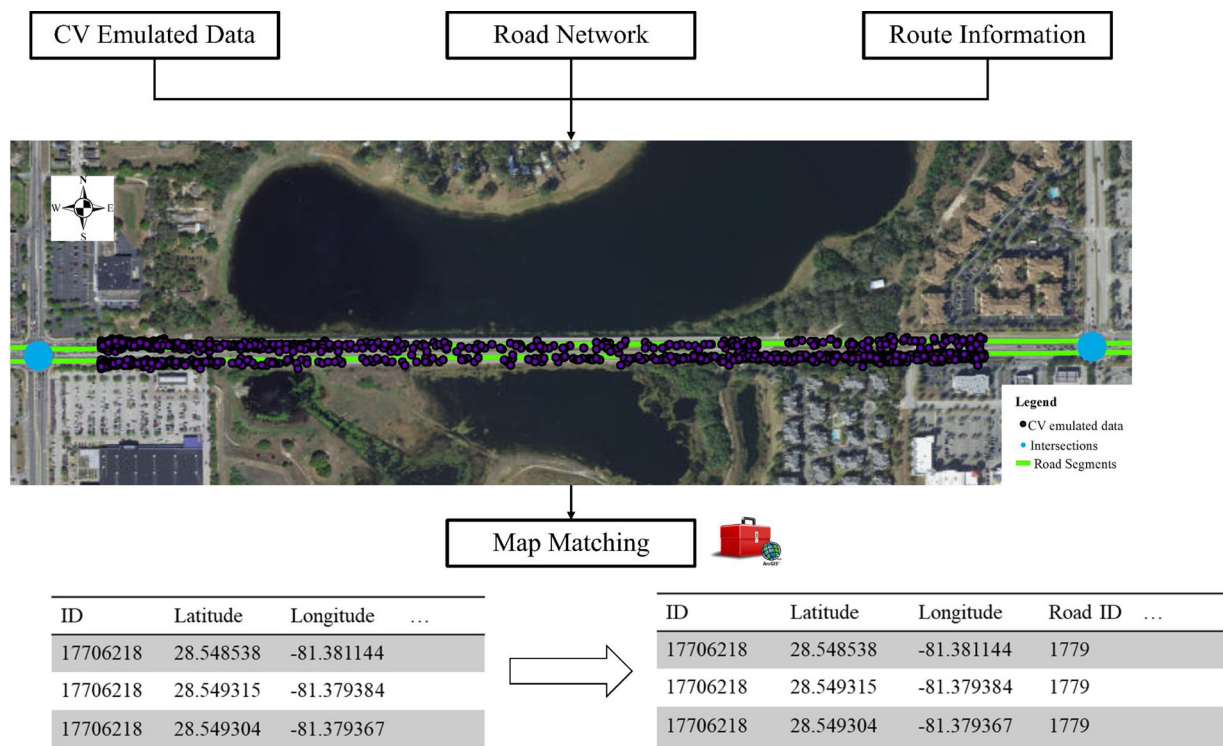 CV Emulated Data
Road Network
Route Information
N
W E
S
Legend
CV emulated data
Intersections
Road Segments
Map Matching
ArcGIS
ID Latitude Longitude …
17706218 28.548538 -81.381144
17706218 28.549315 -81.379384
17706218 28.549304 -81.379367
ID Latitude Longitude Road ID …
17706218 28.548538 -81.381144 1779
17706218 28.549315 -81.379384 1779
17706218 28.549304 -81.379367 1779